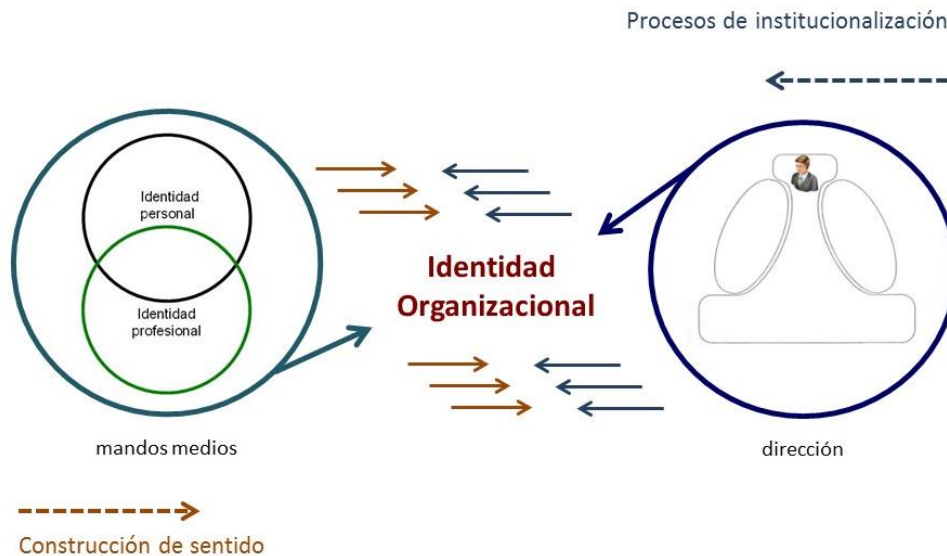 Procesos de institucionalización
Identidad
personal
Identidad
profesional
Identidad
Organizacional
mandos medios
dirección
Construcción de sentido